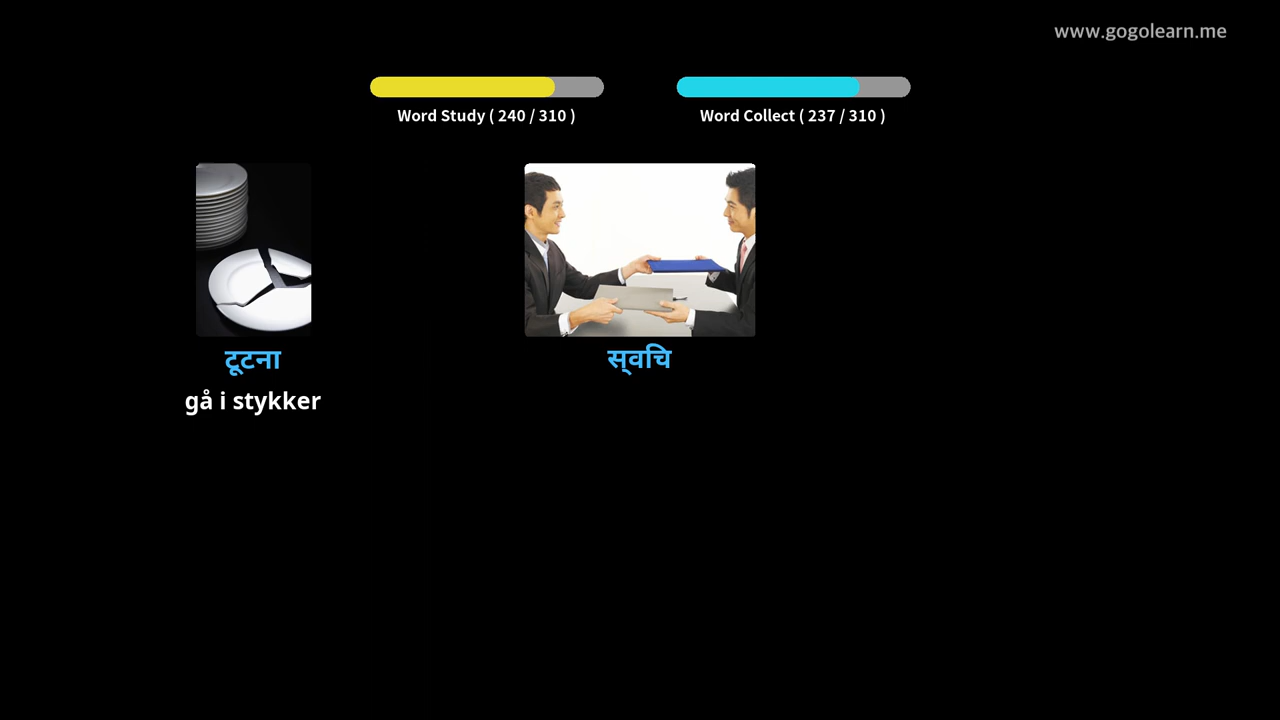 www.gogolearn.me
Word Study ( 240 / 310 )
Word Collect ( 237 / 310 )
टूटना
स्वचि
gå i stykker